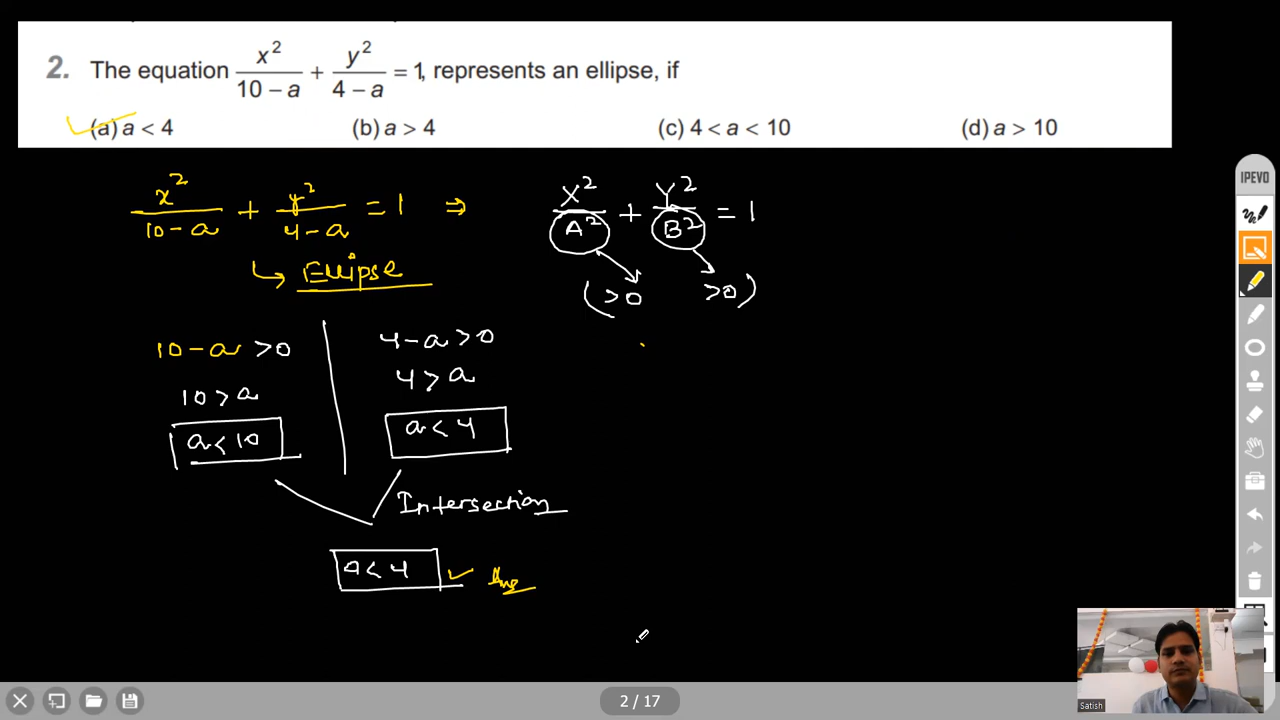 2. The equation x²/(10 − a) + y²/(4 − a) = 1, represents an ellipse, if
(a) a < 4 (b) a > 4 (c) 4 < a < 10 (d) a > 10
x²/(10-a) + y²/(4-a) = 1 ⇒ X²/A² + Y²/B² = 1
↳ Ellipse
(>0 >0)
10-a >0 4-a >0
10 > a 4 > a
a < 10 a < 4
Intersection
a < 4 ✓ Ans
IPEVO
2 / 17
Satish